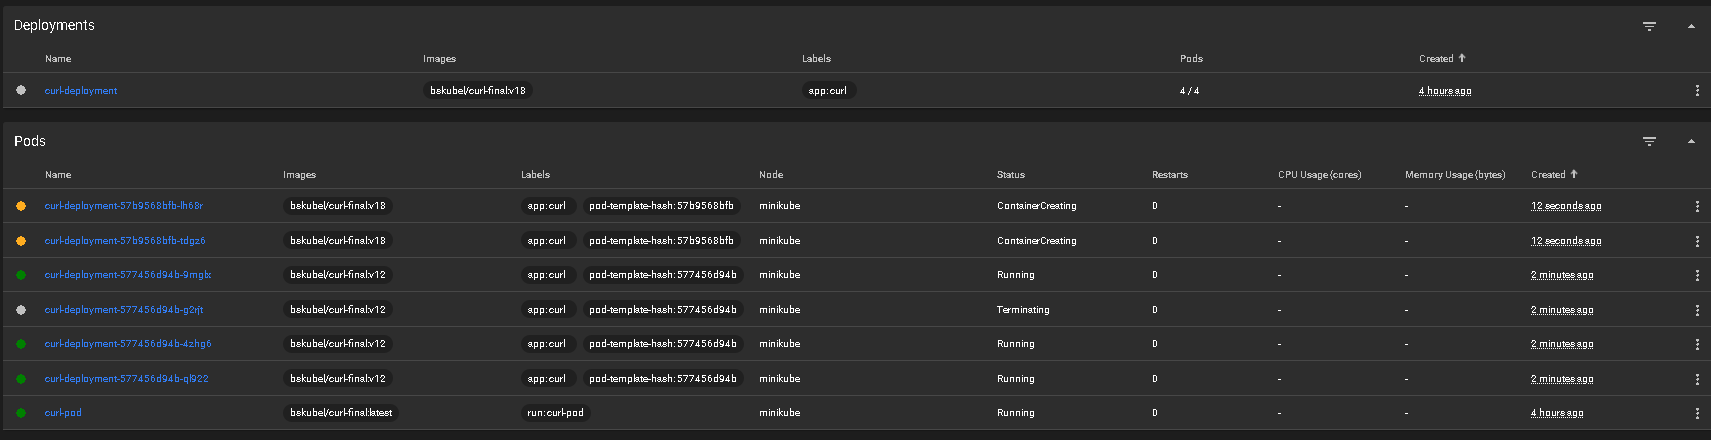 Deployments
Name Images Labels Pods Created ↑
curl-deployment bskubel/curl-final:v13 app: curl 4 / 4 4 hours ago
Pods
Name Images Labels Node Status Restarts CPU Usage (cores) Memory Usage (bytes) Created ↑
curl-deployment-57b9568bfb-lh68r bskubel/curl-final:v13 app: curl pod-template-hash: 57b9568bfb minikube ContainerCreating 0 - - 12 seconds ago
curl-deployment-57b9568bfb-tdgz6 bskubel/curl-final:v13 app: curl pod-template-hash: 57b9568bfb minikube ContainerCreating 0 - - 12 seconds ago
curl-deployment-577456d94b-9mglx bskubel/curl-final:v12 app: curl pod-template-hash: 577456d94b minikube Running 0 - - 2 minutes ago
curl-deployment-577456d94b-g2rjt bskubel/curl-final:v12 app: curl pod-template-hash: 577456d94b minikube Terminating 0 - - 2 minutes ago
curl-deployment-577456d94b-4zhg6 bskubel/curl-final:v12 app: curl pod-template-hash: 577456d94b minikube Running 0 - - 2 minutes ago
curl-deployment-577456d94b-ql922 bskubel/curl-final:v12 app: curl pod-template-hash: 577456d94b minikube Running 0 - - 2 minutes ago
curl-pod bskubel/curl-final:latest run: curl-pod minikube Running 0 - - 4 hours ago